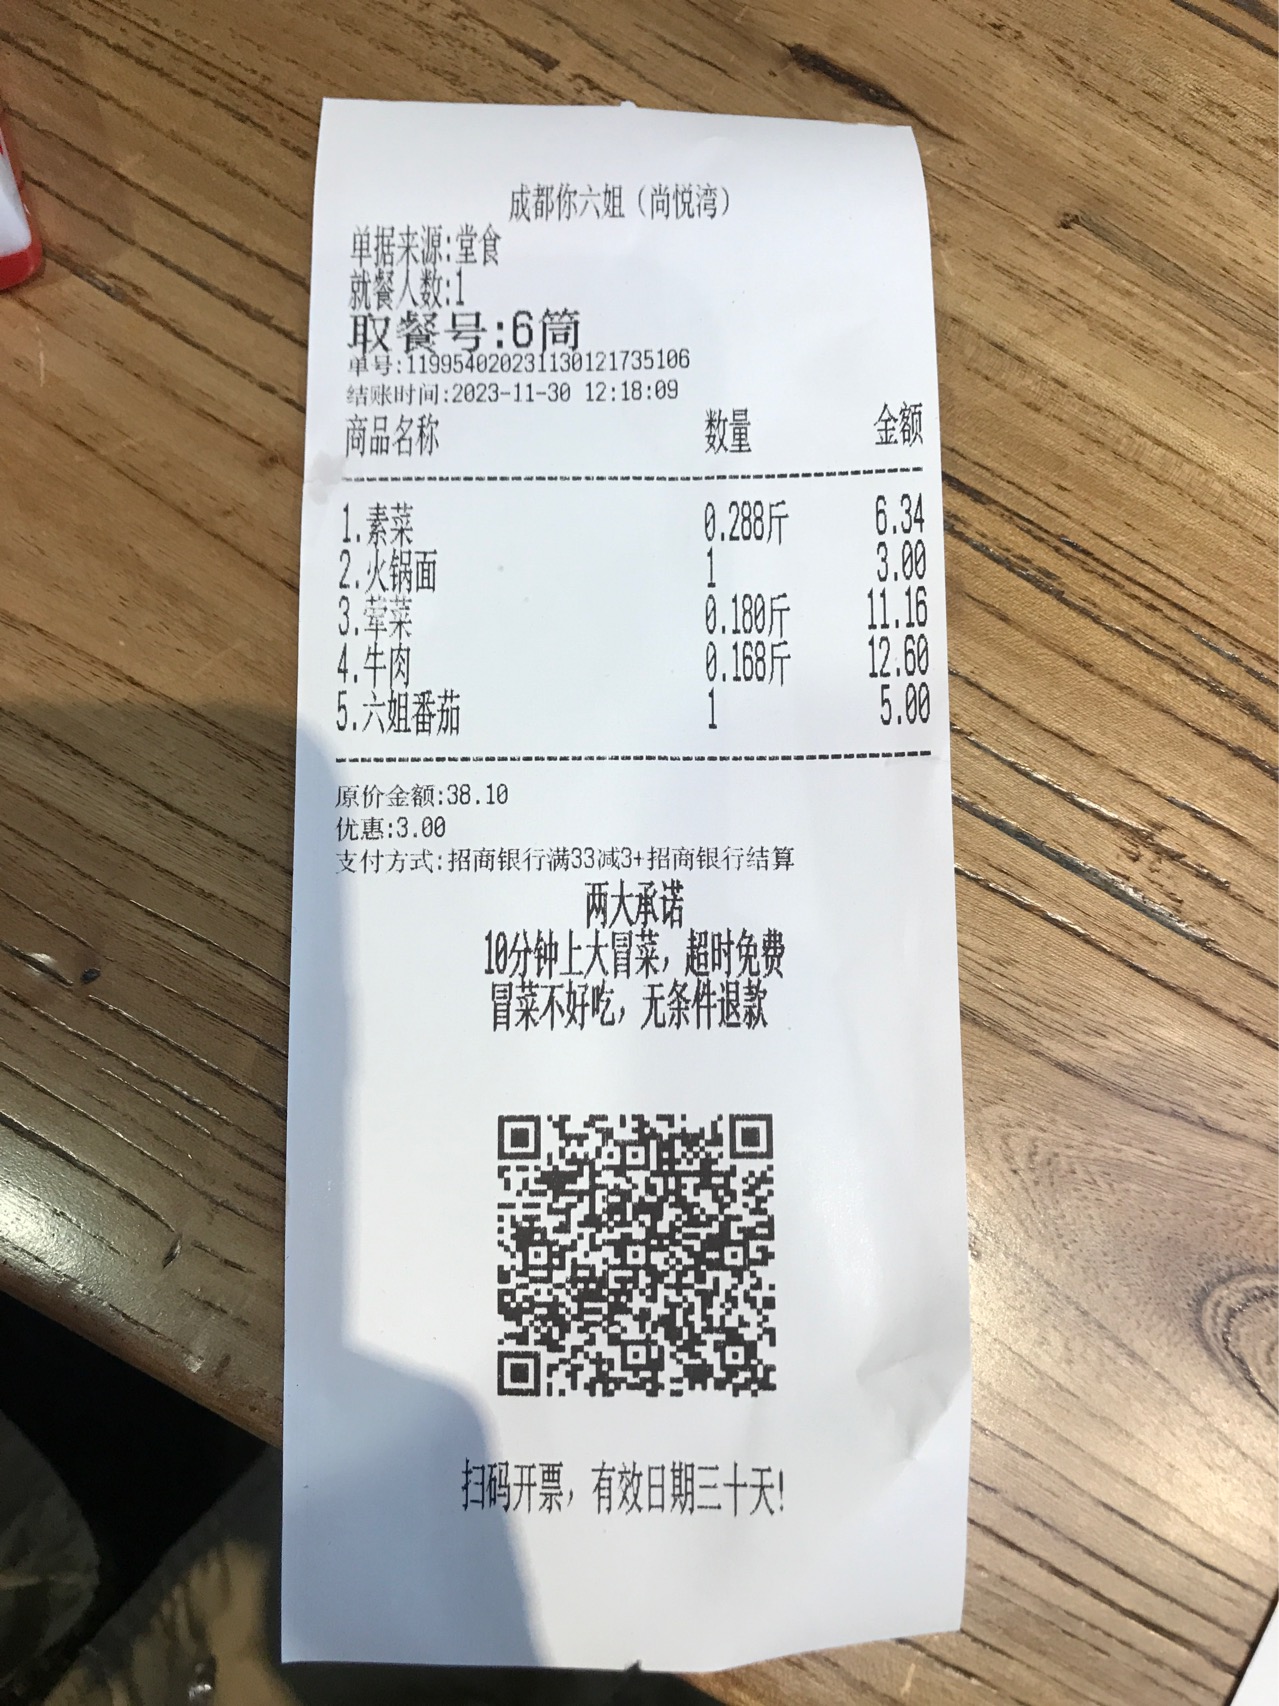 成都你六姐（尚悦湾）
单据来源:堂食
就餐人数:1
取餐号:6筒
单号:119954020231130121735106
结账时间:2023-11-30 12:18:09
商品名称 数量 金额
1.素菜 0.288斤 6.34
2.火锅面 1 3.00
3.荤菜 0.180斤 11.16
4.牛肉 0.168斤 12.60
5.六姐番茄 1 5.00
原价金额:38.10
优惠:3.00
支付方式:招商银行满33减3+招商银行结算
两大承诺
10分钟上大冒菜，超时免费
冒菜不好吃，无条件退款
扫码开票，有效日期三十天!